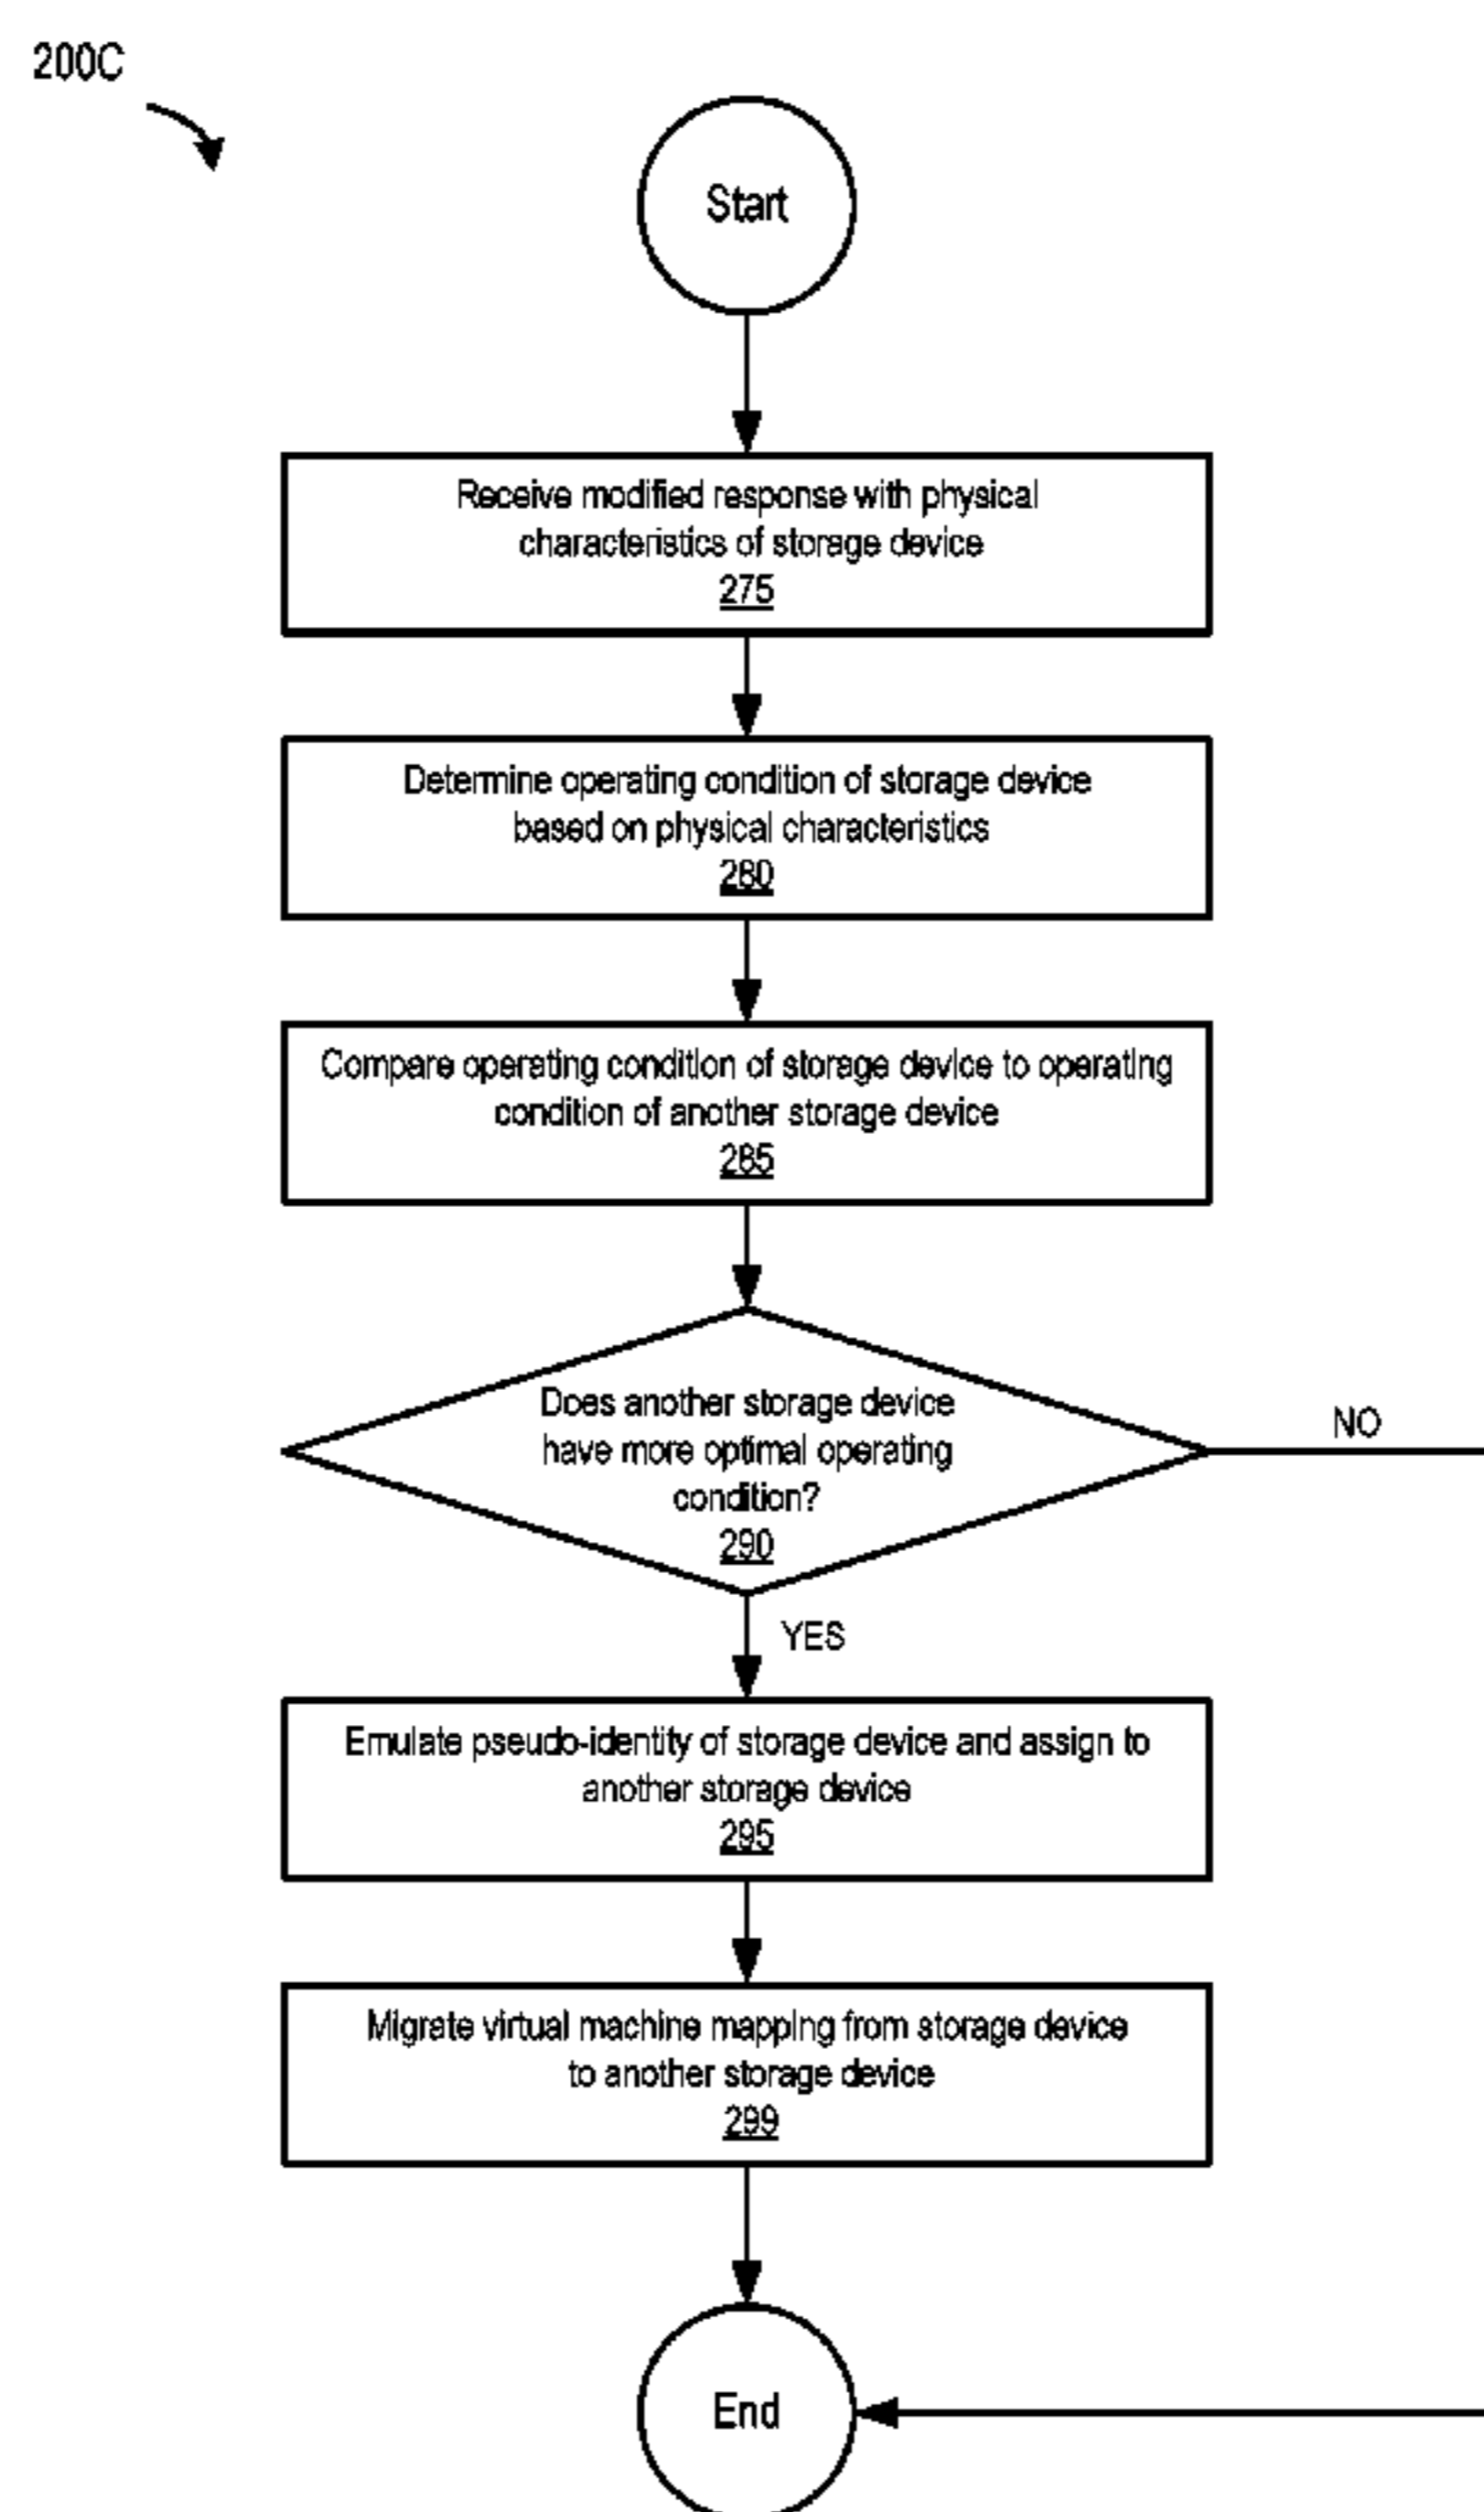 200C
Start
Receive modified response with physical
characteristics of storage device
275
Determine operating condition of storage device
based on physical characteristics
280
Compare operating condition of storage device to operating
condition of another storage device
285
Does another storage device
have more optimal operating
condition?
290
NO
YES
Emulate pseudo-identity of storage device and assign to
another storage device
295
Migrate virtual machine mapping from storage device
to another storage device
299
End